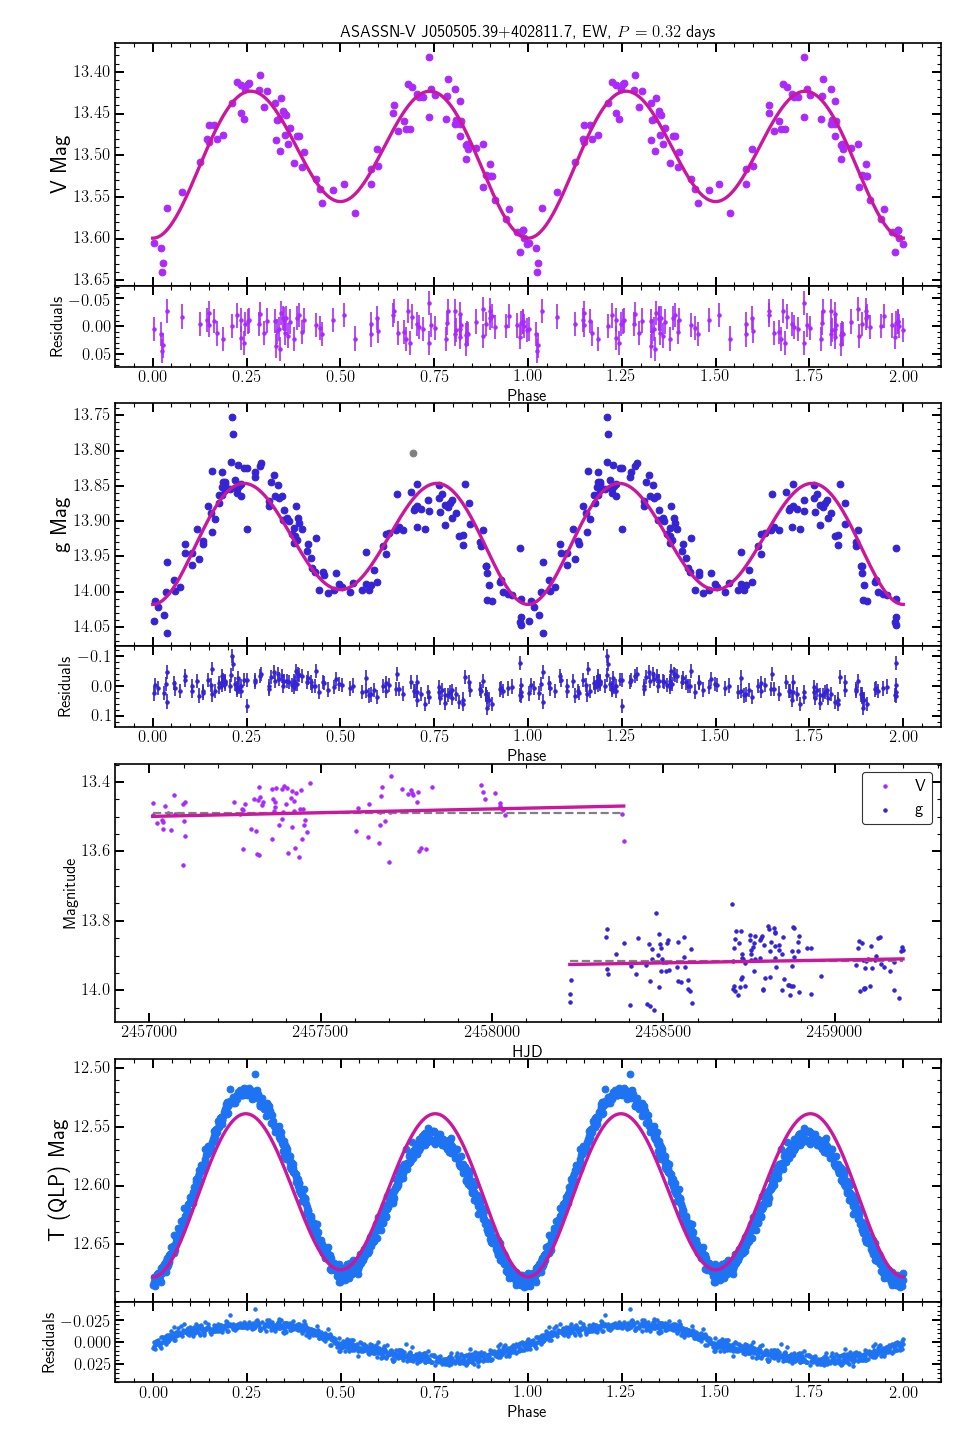 ASASSN-V J050505.39+402811.7, EW, P = 0.32 days
13.40
13.45
13.50
13.55
13.60
13.65
V Mag
−0.05
0.00
0.05
Residuals
0.00 0.25 0.50 0.75 1.00 1.25 1.50 1.75 2.00
Phase
13.75
13.80
13.85
13.90
13.95
14.00
14.05
g Mag
−0.1
0.0
0.1
Residuals
0.00 0.25 0.50 0.75 1.00 1.25 1.50 1.75 2.00
Phase
13.4
13.6
13.8
14.0
Magnitude
V
g
2457000 2457500 2458000 2458500 2459000
HJD
12.50
12.55
12.60
12.65
T (QLP) Mag
−0.025
0.000
0.025
Residuals
0.00 0.25 0.50 0.75 1.00 1.25 1.50 1.75 2.00
Phase